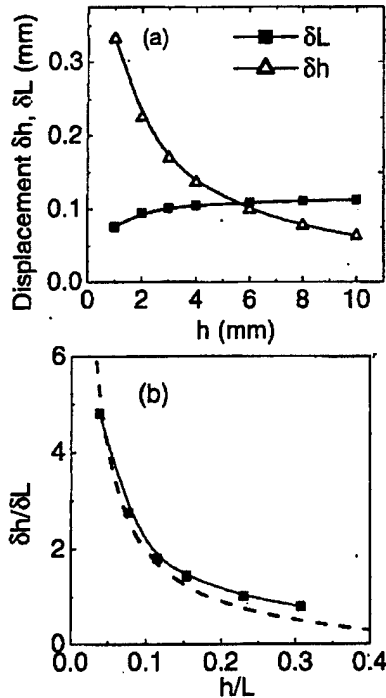 (a)
δL
δh
Displacement δh, δL (mm)
0.3
0.2
0.1
0.0
0 2 4 6 8 10
h (mm)
(b)
δh/δL
6
4
2
0
0.0 0.1 0.2 0.3 0.4
h/L